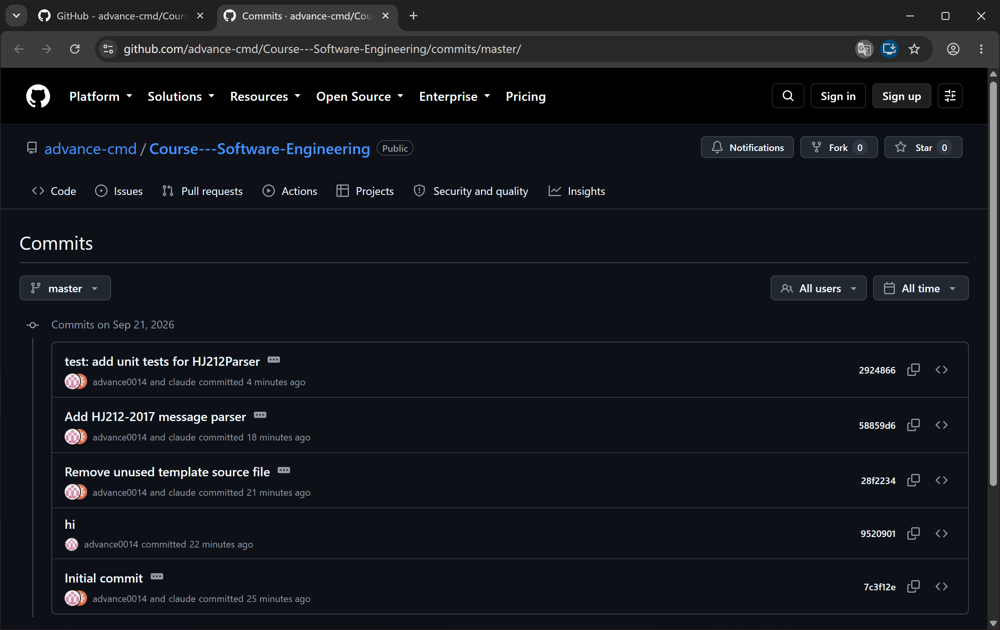 GitHub - advance-cmd/Cours
Commits · advance-cmd/Cou
github.com/advance-cmd/Course---Software-Engineering/commits/master/
Platform
Solutions
Resources
Open Source
Enterprise
Pricing
Sign in
Sign up
advance-cmd / Course---Software-Engineering
Public
Notifications
Fork 0
Star 0
Code
Issues
Pull requests
Actions
Projects
Security and quality
Insights
Commits
master
All users
All time
Commits on Sep 21, 2026
test: add unit tests for HJ212Parser
advance0014 and claude committed 4 minutes ago
2924866
Add HJ212-2017 message parser
advance0014 and claude committed 18 minutes ago
58859d6
Remove unused template source file
advance0014 and claude committed 21 minutes ago
28f2234
hi
advance0014 committed 22 minutes ago
9520901
Initial commit
advance0014 and claude committed 25 minutes ago
7c3f12e